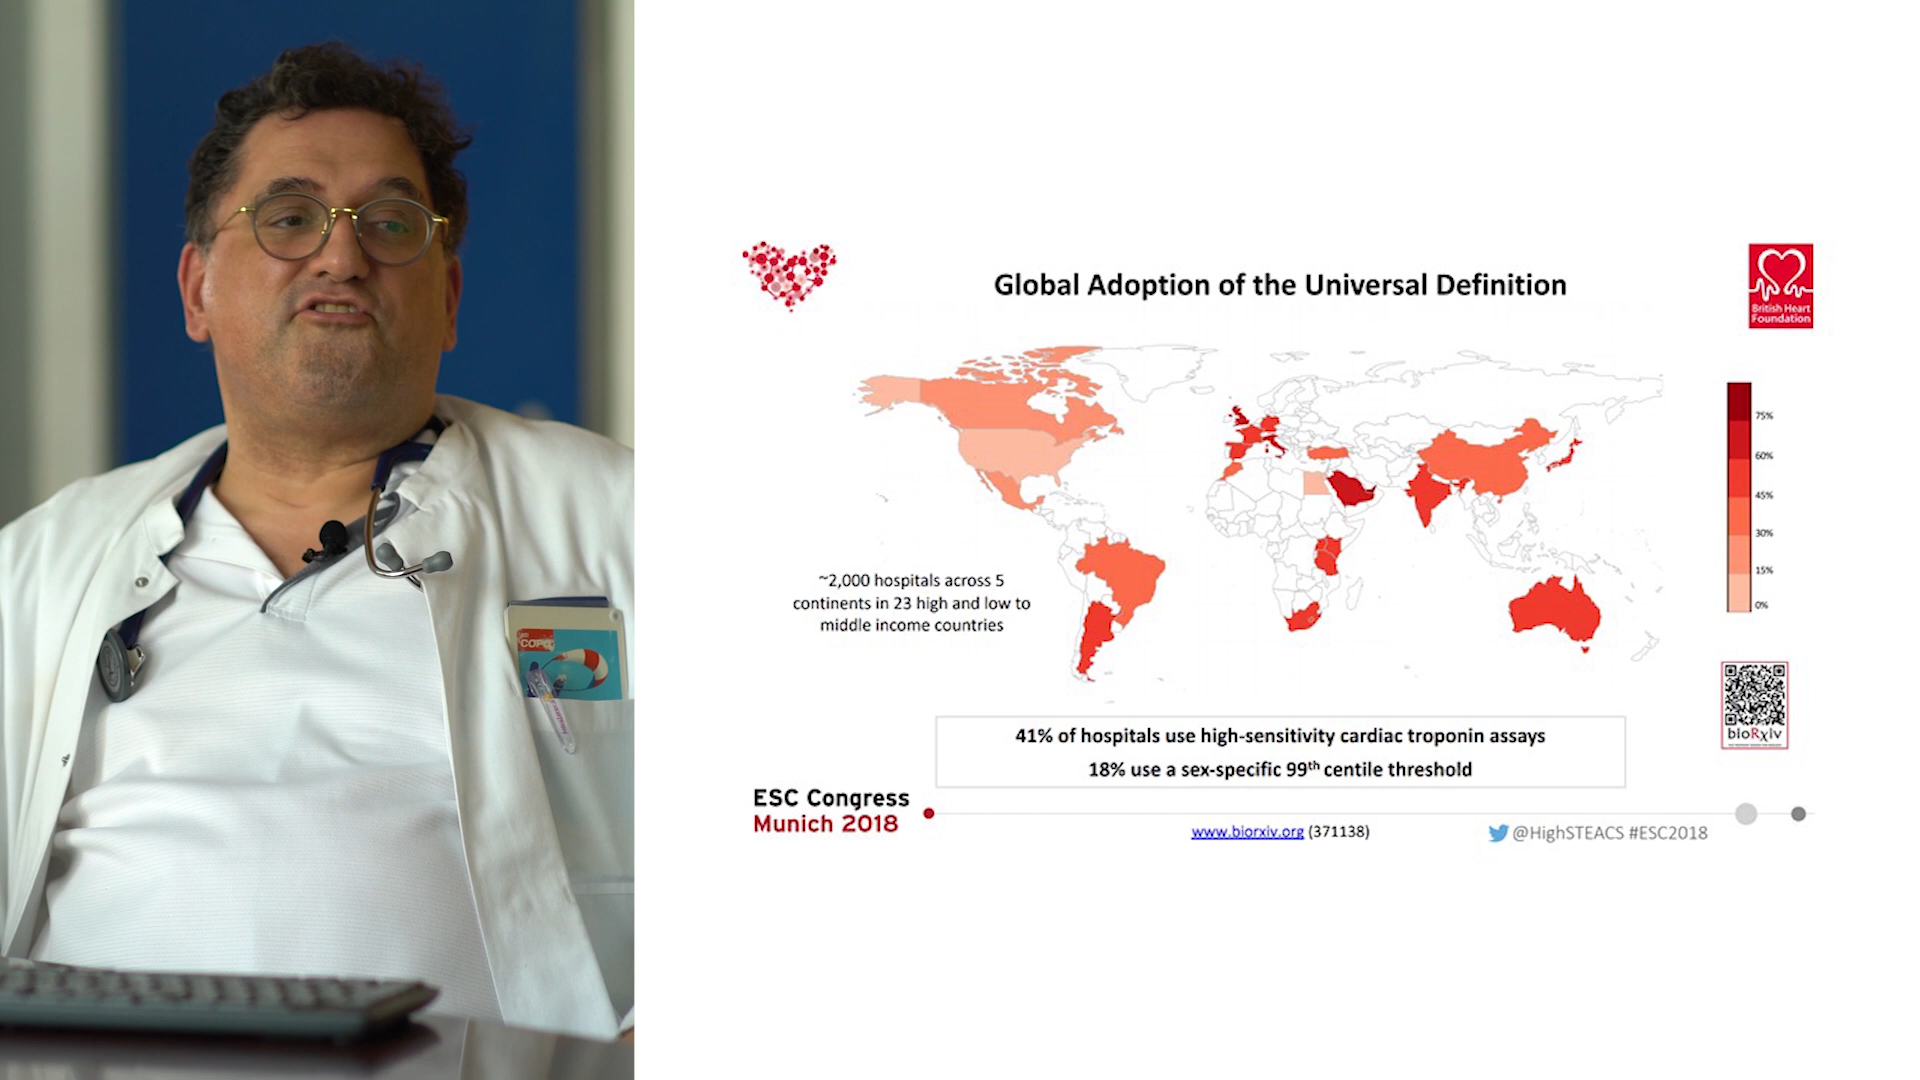 COPD
Global Adoption of the Universal Definition
British Heart
Foundation
75%
60%
45%
30%
15%
0%
~2,000 hospitals across 5
continents in 23 high and low to
middle income countries
bioRxiv
41% of hospitals use high-sensitivity cardiac troponin assays
18% use a sex-specific 99th centile threshold
ESC Congress
Munich 2018
www.biorxiv.org (371138)
@HighSTEACS #ESC2018